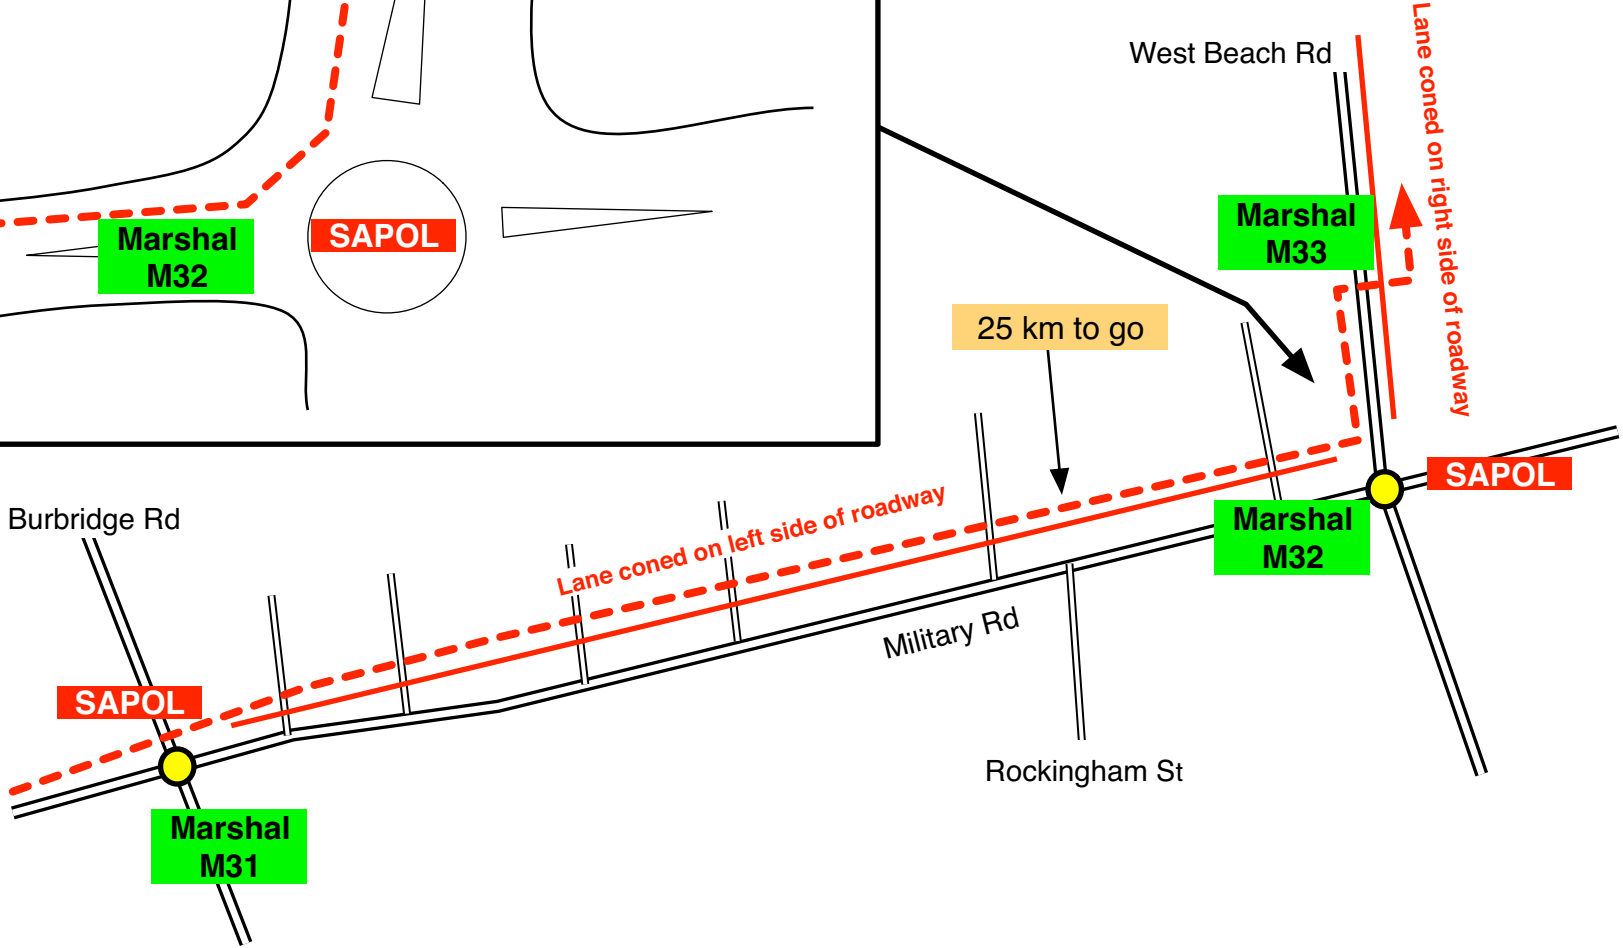 West Beach Rd
Lane coned on right side of roadway
Marshal
M33
Marshal
M32
SAPOL
25 km to go
SAPOL
Lane coned on left side of roadway
Burbridge Rd
Marshal
M32
Military Rd
SAPOL
Rockingham St
Marshal
M31